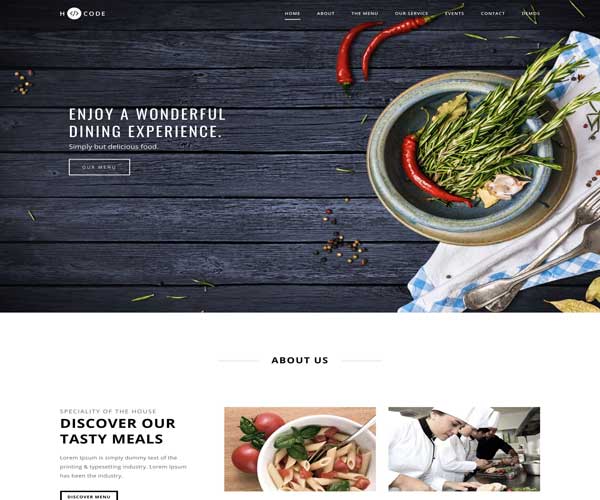 H </> CODE
HOME ABOUT THE MENU OUR SERVICE EVENTS CONTACT DEMOS
ENJOY A WONDERFUL
DINING EXPERIENCE.
Simply but delicious food.
OUR MENU
ABOUT US
SPECIALITY OF THE HOUSE
DISCOVER OUR
TASTY MEALS
Lorem Ipsum is simply dummy text of the
printing & typesetting industry. Lorem Ipsum
has been the industry.
DISCOVER MENU